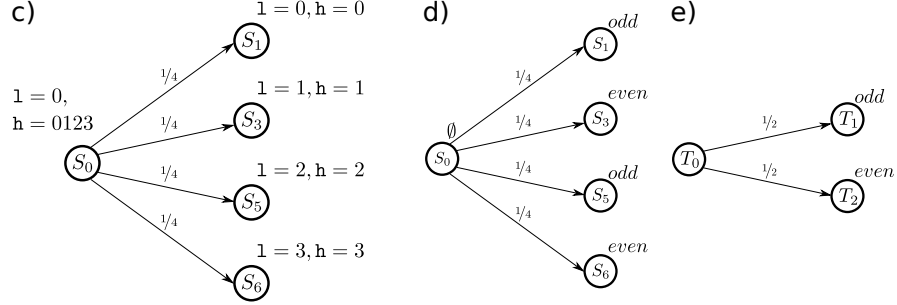 c)
l = 0, h = 0
S₁
1/4
l = 0,
h = 0123
S₀
l = 1, h = 1
S₃
1/4
l = 2, h = 2
S₅
1/4
l = 3, h = 3
S₆
1/4
d)
odd
S₁
1/4
∅
S₀
even
S₃
1/4
odd
S₅
1/4
even
S₆
1/4
e)
odd
T₁
1/2
T₀
even
T₂
1/2